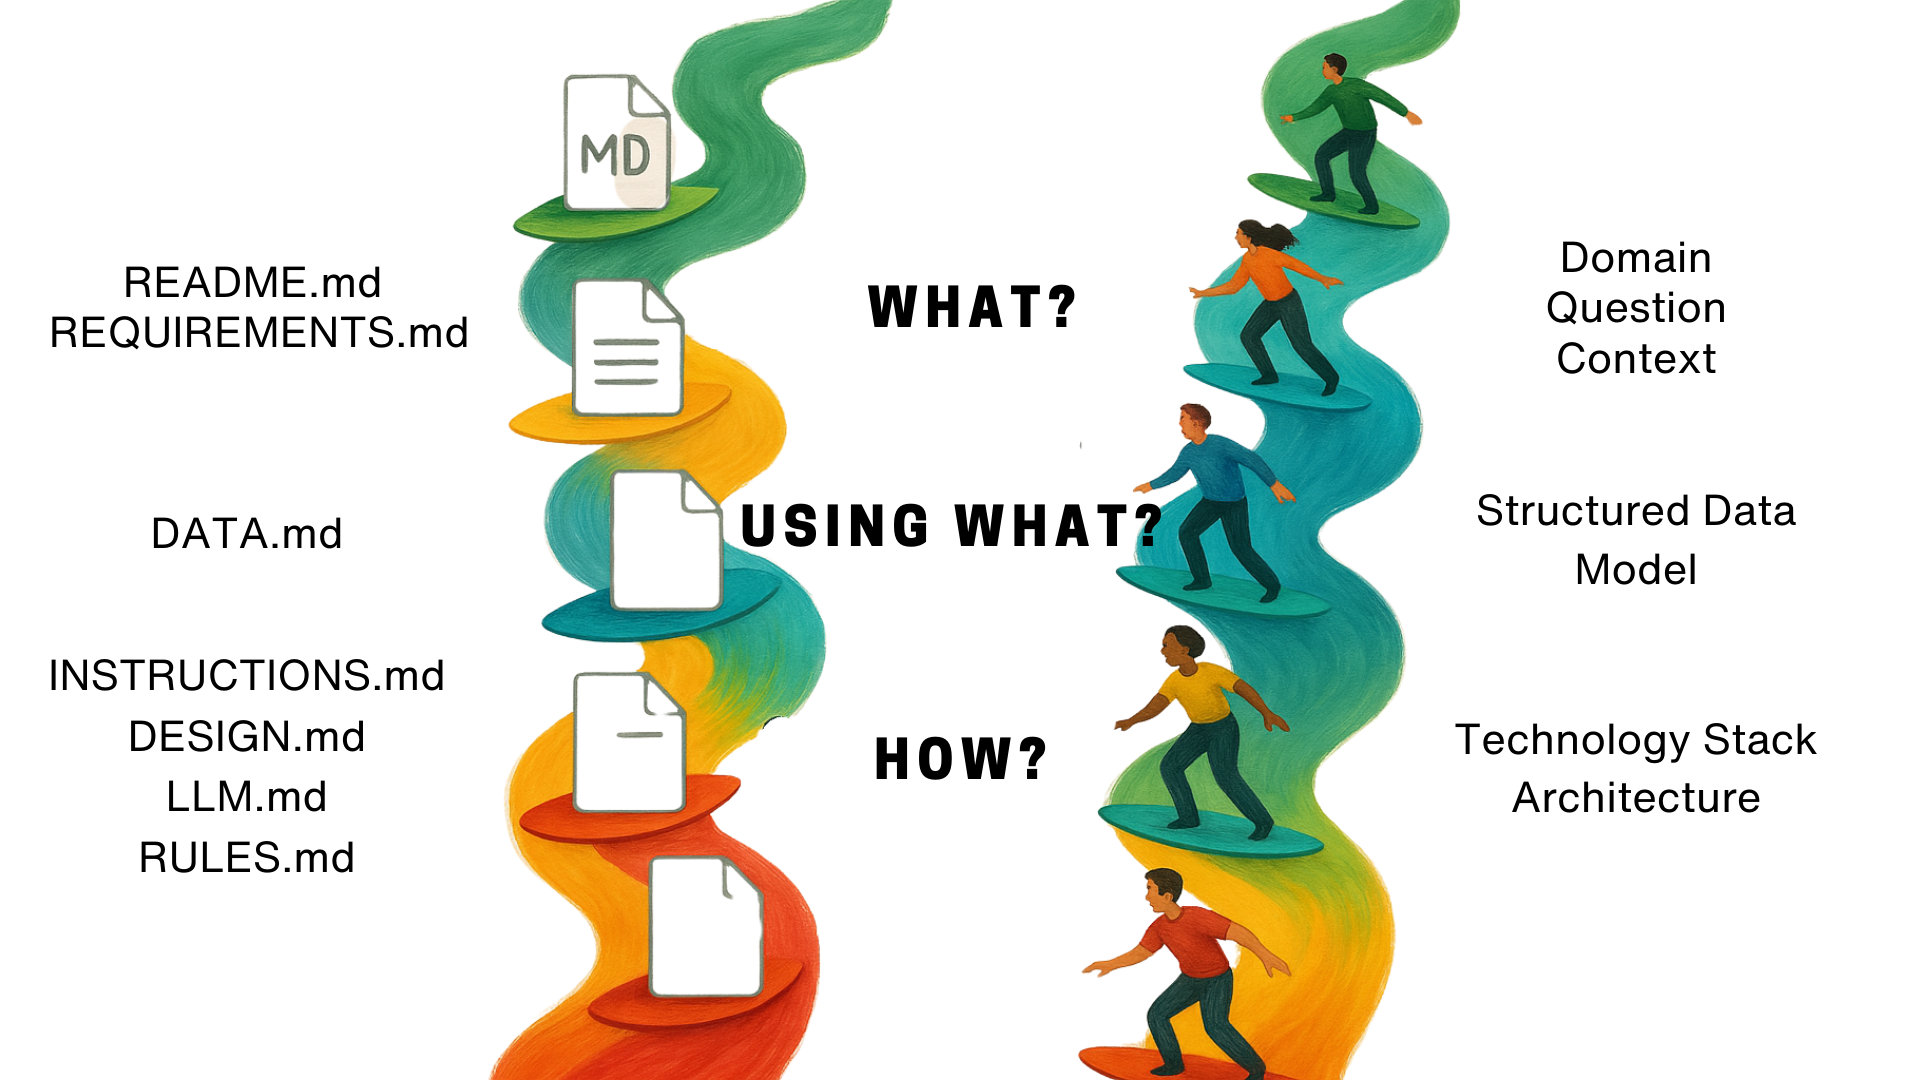 MD
README.md
REQUIREMENTS.md
WHAT?
Domain
Question
Context
DATA.md
USING WHAT?
Structured Data
Model
INSTRUCTIONS.md
DESIGN.md
LLM.md
RULES.md
HOW?
Technology Stack
Architecture